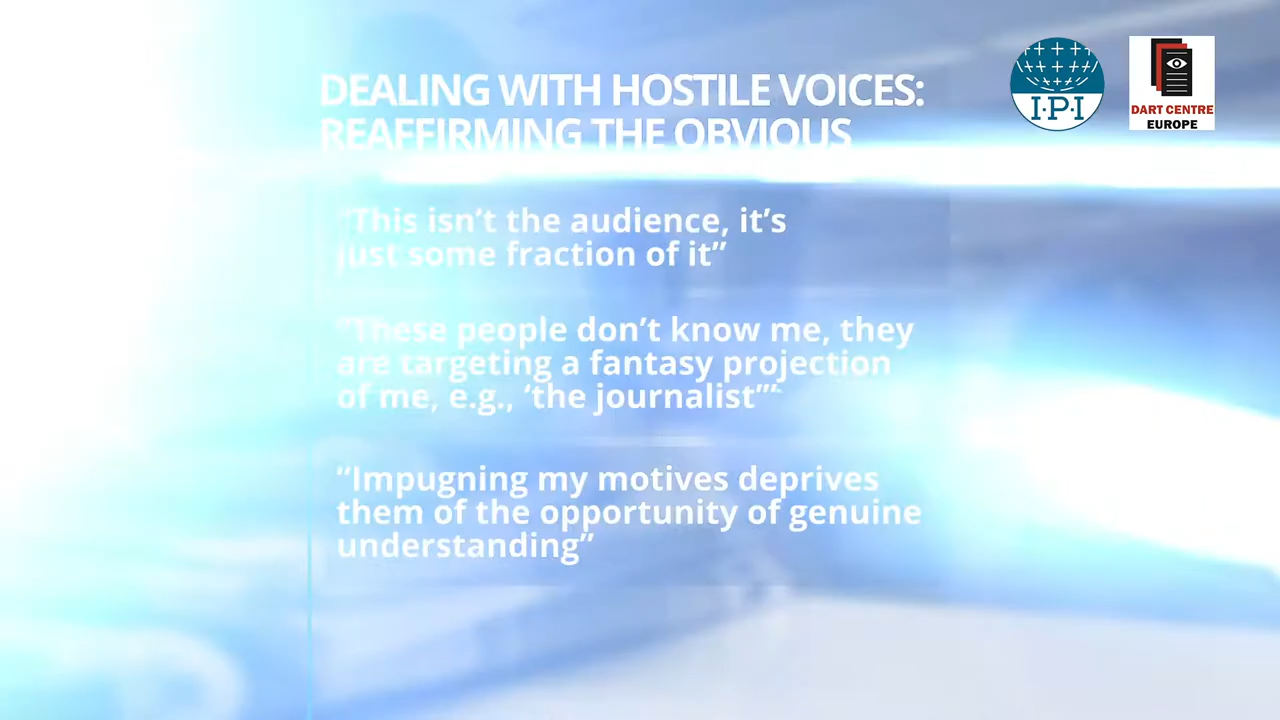 DEALING WITH HOSTILE VOICES:
REAFFIRMING THE OBVIOUS
I·P·I
DART CENTRE
EUROPE
“This isn’t the audience, it’s
just some fraction of it”
“These people don’t know me, they
are targeting a fantasy projection
of me, e.g., ‘the journalist’”
“Impugning my motives deprives
them of the opportunity of genuine
understanding”